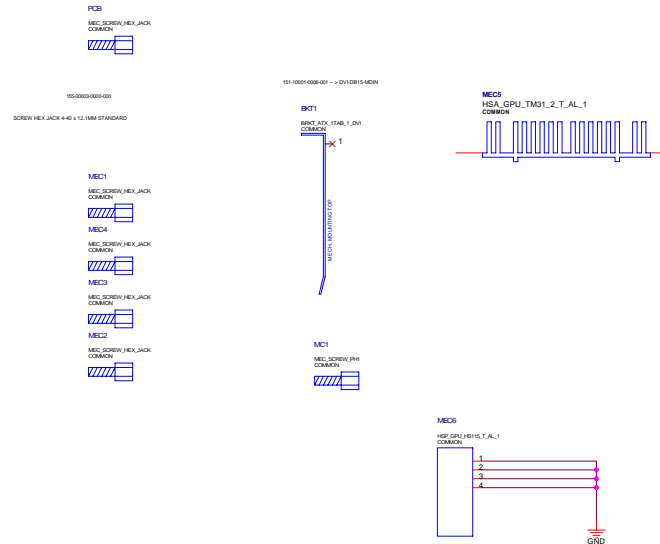 PCB
MEC_SCREW_HEX_JACK
COMMON
155-00003-0000-000
SCREW HEX JACK 4-40 x 12.1MM STANDARD
MEC1
MEC_SCREW_HEX_JACK
COMMON
MEC4
MEC_SCREW_HEX_JACK
COMMON
MEC3
MEC_SCREW_HEX_JACK
COMMON
MEC2
MEC_SCREW_HEX_JACK
COMMON
151-10001-0006-001 --> DVI-DB15-MDIN
BKT1
BRKT_ATX_1TAB_1_DVI
COMMON
1
MECH. MOUNTING TOP
MC1
MEC_SCREW_PH1
COMMON
MEC5
HSA_GPU_TM31_2_T_AL_1
COMMON
MEC6
HSP_GPU_HS115_T_AL_1
COMMON
1
2
3
4
GND